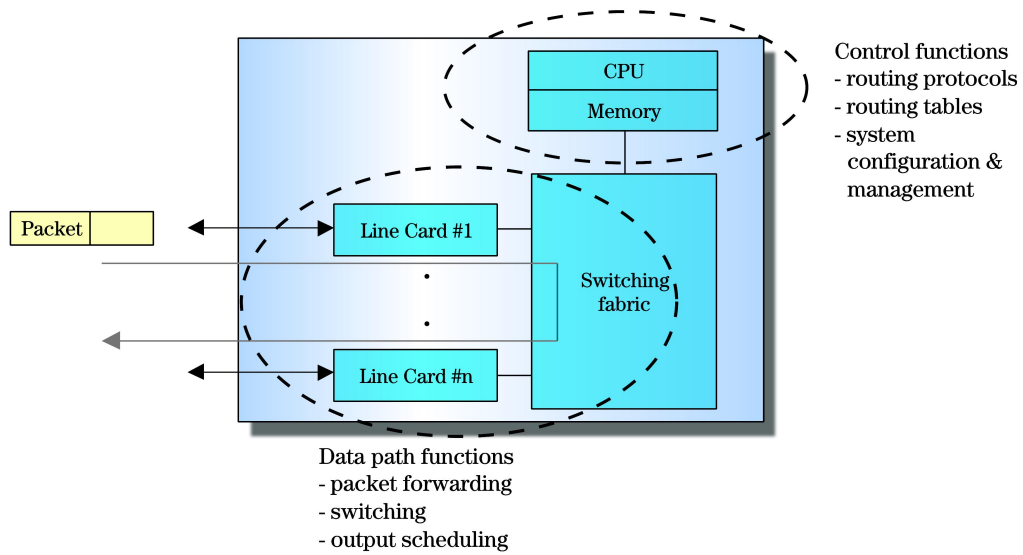 CPU
Memory
Control functions
- routing protocols
- routing tables
- system
configuration &
management
Packet
Line Card #1
Switching
fabric
Line Card #n
Data path functions
- packet forwarding
- switching
- output scheduling